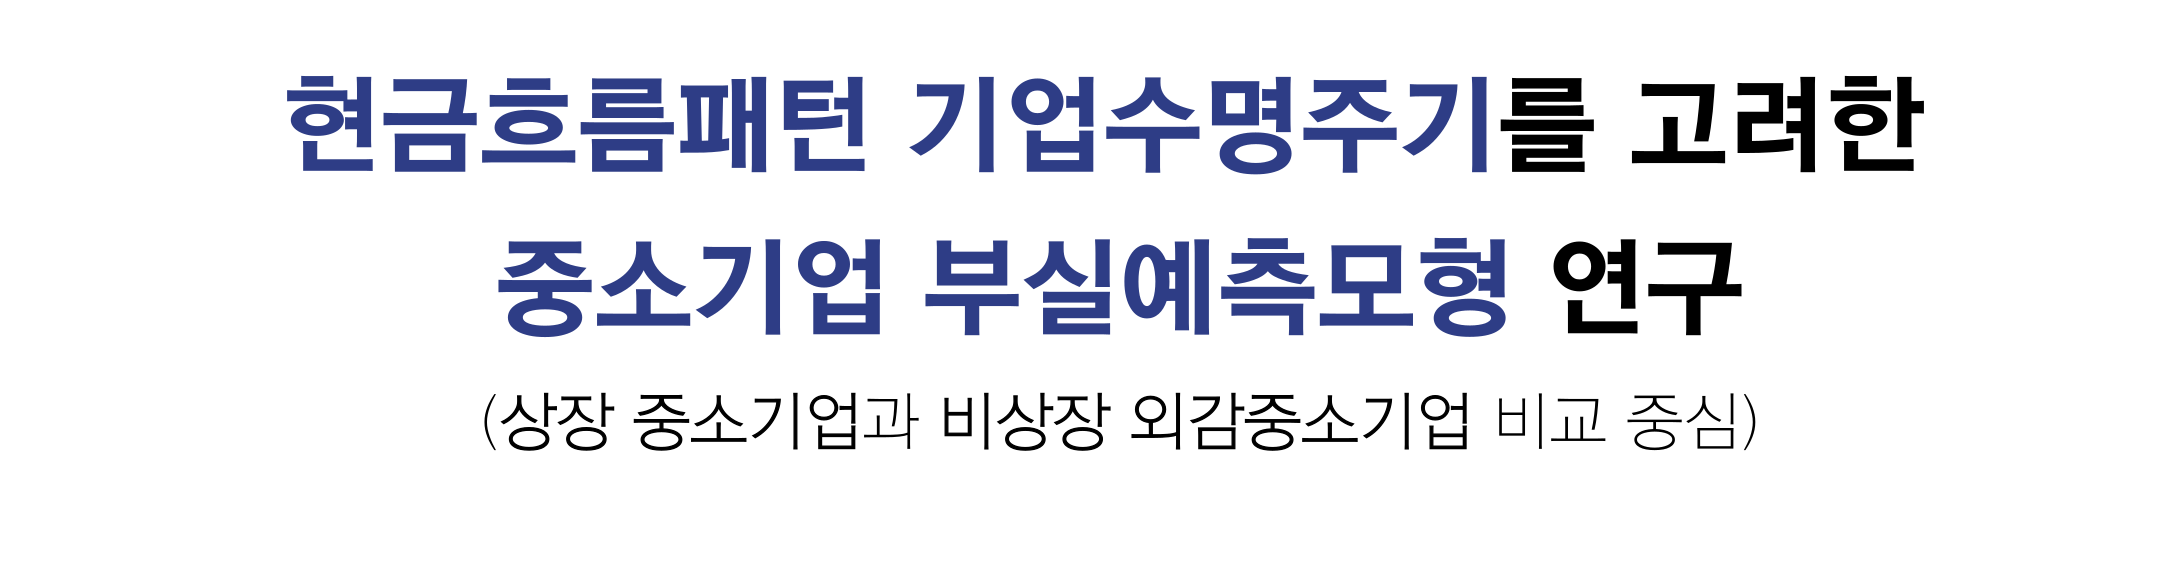 현금흐름패턴 기업수명주기를 고려한
중소기업 부실예측모형 연구
(상장 중소기업과 비상장 외감중소기업 비교 중심)